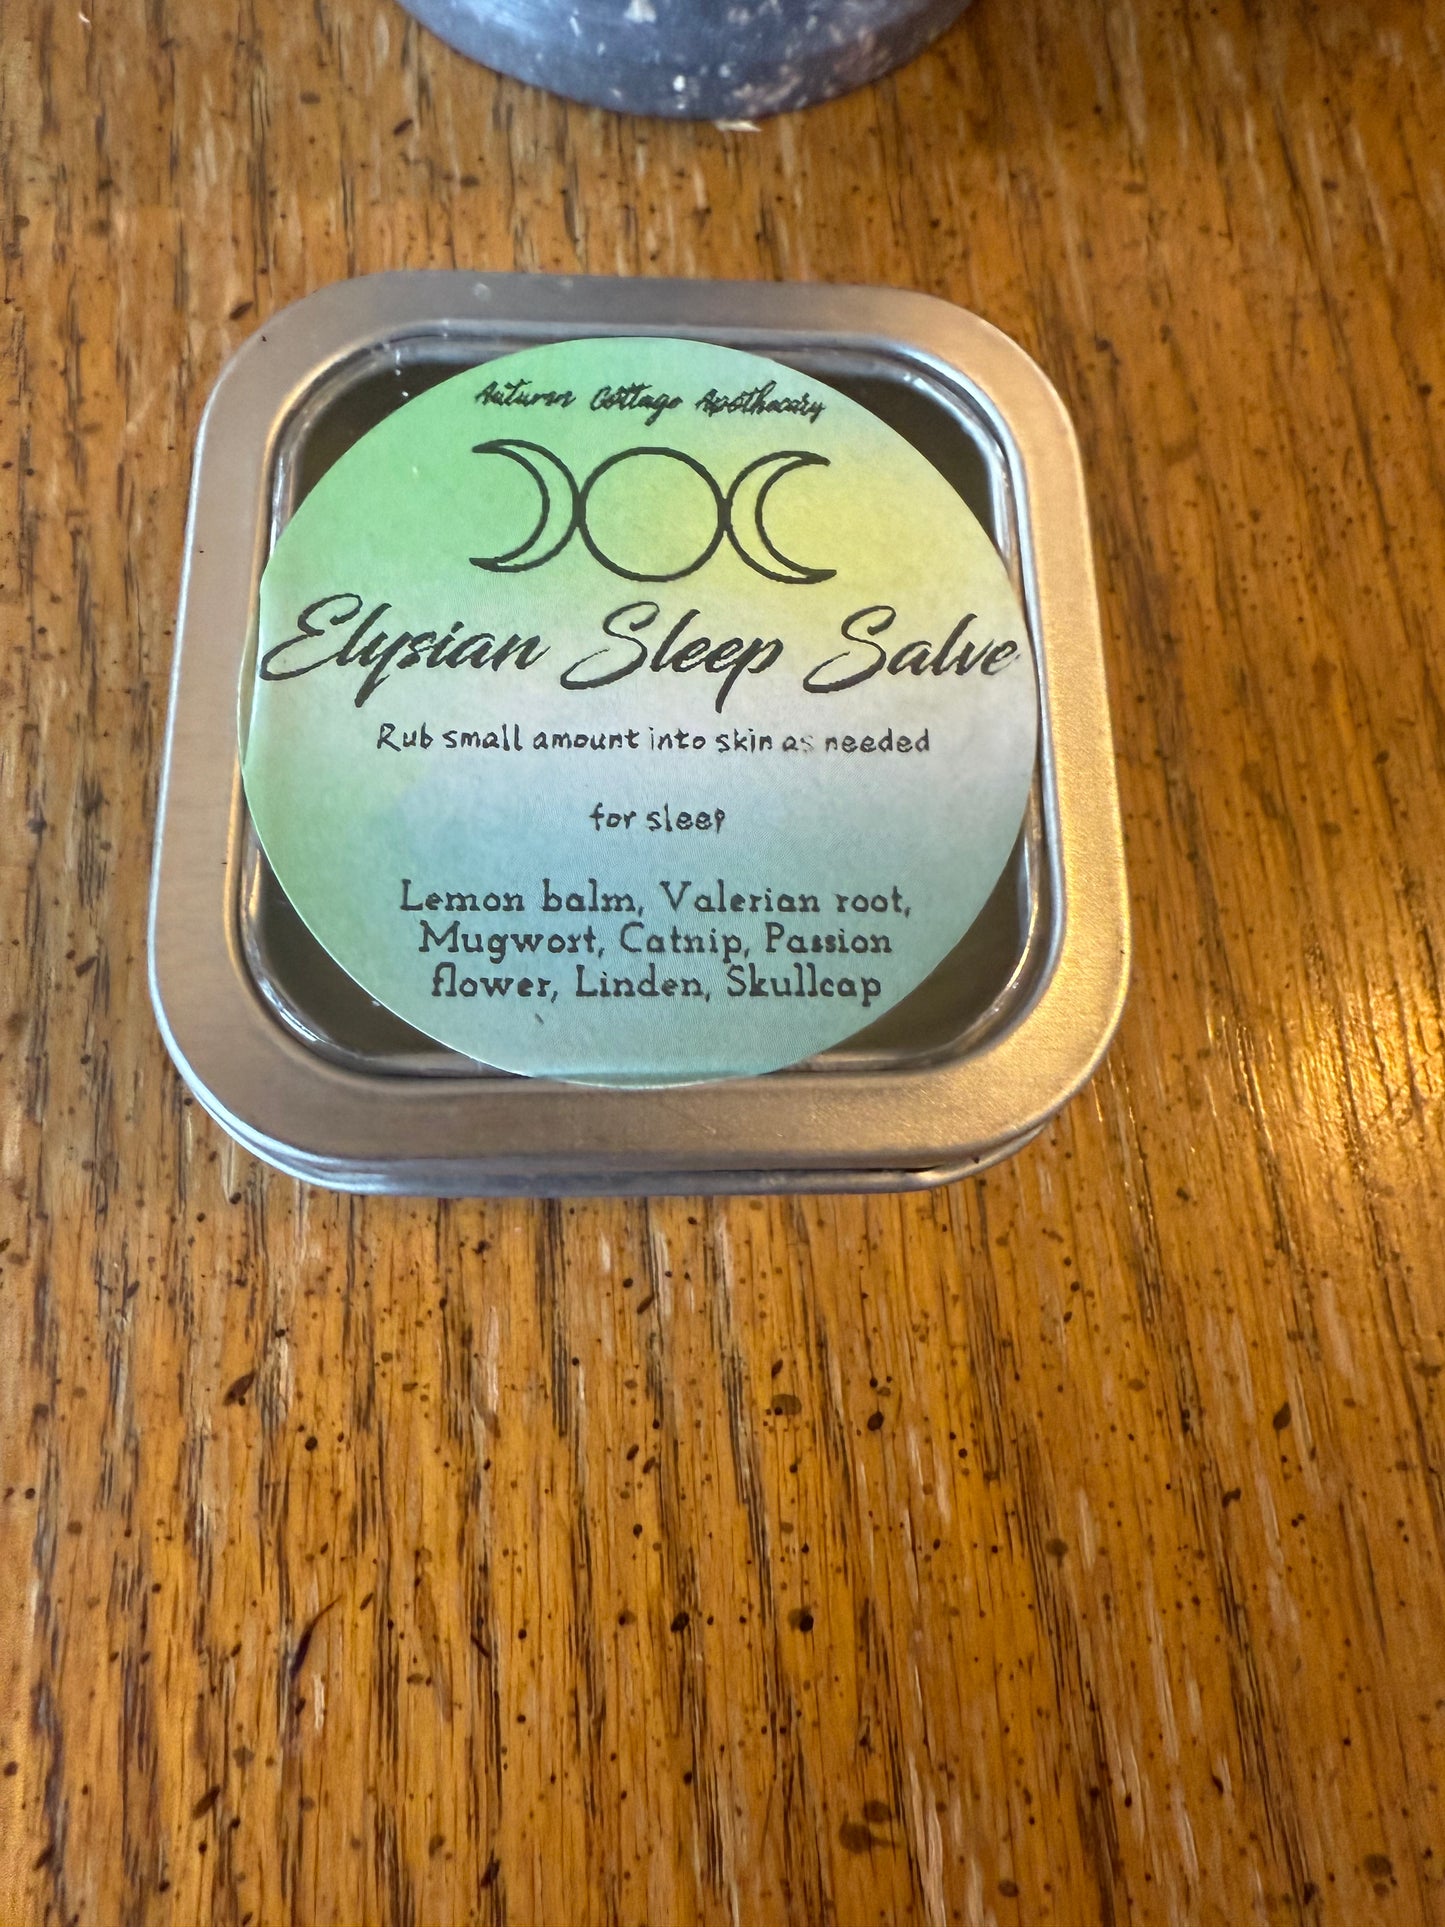 Autumn Cottage Apothecary
Elysian Sleep Salve
Rub small amount into skin as needed
for sleep
Lemon balm, Valerian root,
Mugwort, Catnip, Passion
flower, Linden, Skullcap